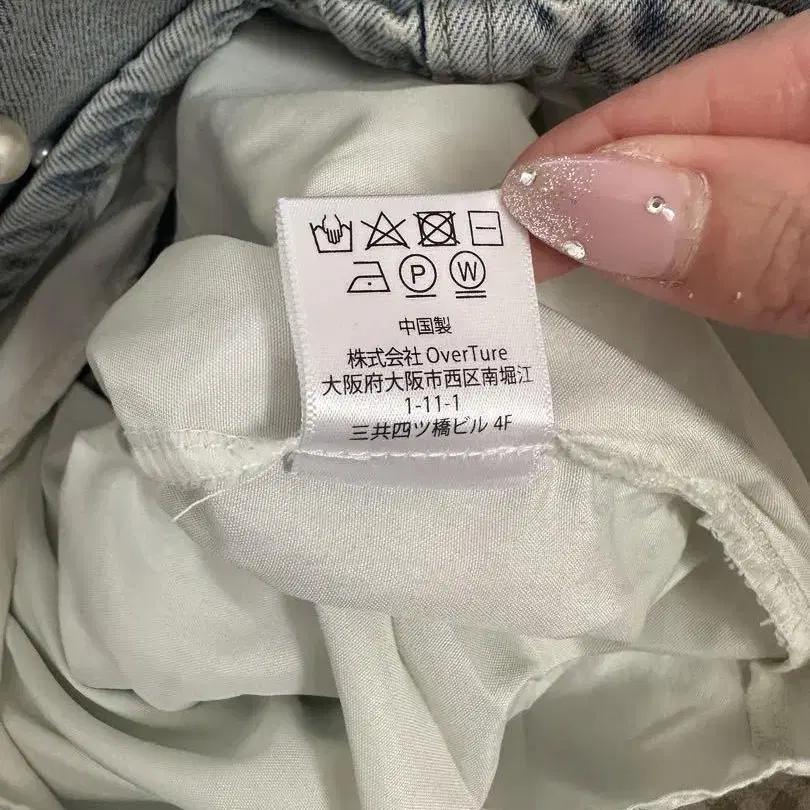 P W
中国製
株式会社 OverTure
大阪府大阪市西区南堀江
1-11-1
三共四ツ橋ビル 4F